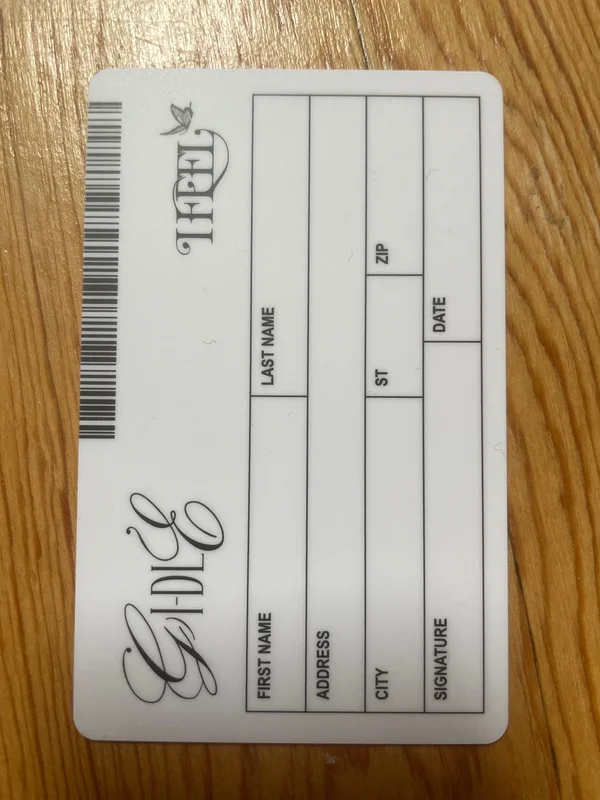 G I-DLE
I FEEL
FIRST NAME LAST NAME
ADDRESS
CITY ST ZIP
SIGNATURE DATE